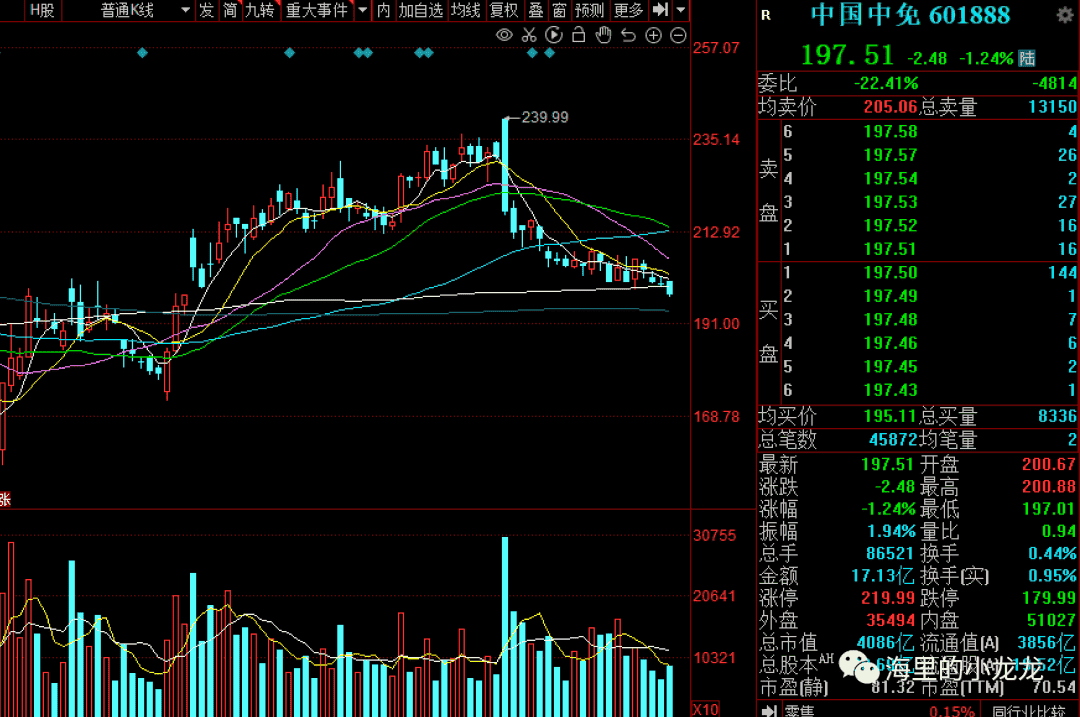 H股 普通K线 发 简 九转 重大事件 内 加自选 均线 复权 叠 窗 预测 更多
257.07
239.99
235.14
212.92
191.00
168.78
涨
30755
20641
10321
X10
R 中国中免 601888
197.51 -2.48 -1.24% 陆
委比 -22.41% -4814
均卖价 205.06 总卖量 13150
卖盘
6 197.58 4
5 197.57 26
4 197.54 2
3 197.53 27
2 197.52 16
1 197.51 16
买盘
1 197.50 144
2 197.49 1
3 197.48 7
4 197.46 6
5 197.45 2
6 197.43 1
均买价 195.11 总买量 8336
总笔数 45872 均笔量 2
最新 197.51 开盘 200.67
涨跌 -2.48 最高 200.88
涨幅 -1.24% 最低 197.01
振幅 1.94% 量比 0.94
总手 86521 换手 0.44%
金额 17.13亿 换手(实) 0.95%
涨停 219.99 跌停 179.99
外盘 35494 内盘 51027
总市值 4086亿 流通值(A) 3856亿
总股本AH
海里的小龙龙
市盈(静) 81.32 市盈(TTM) 70.54
零售 0.15% 同行业比较